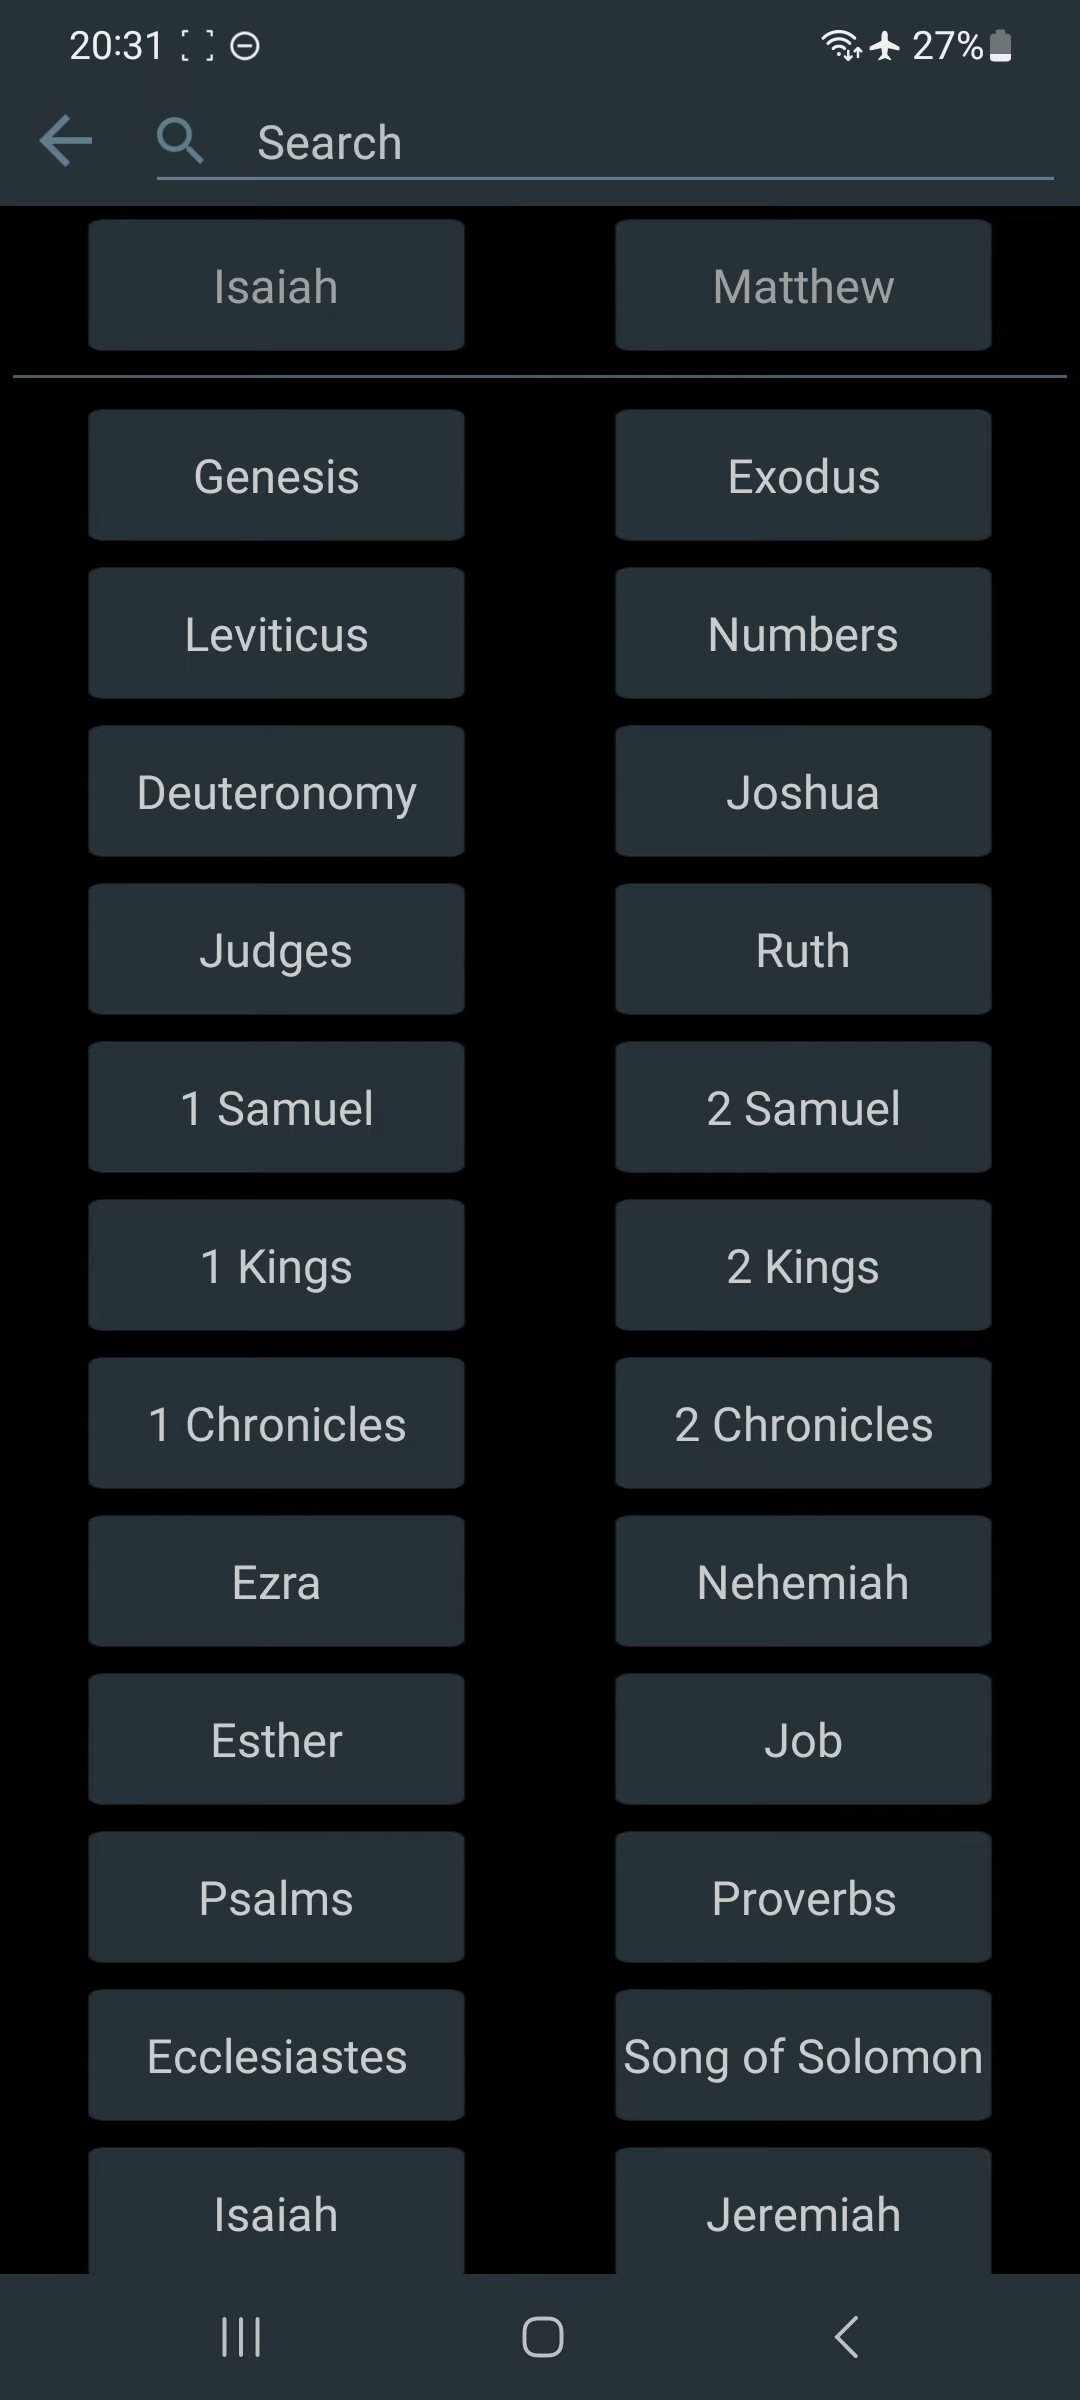 20:31 27%
Search
Isaiah Matthew
Genesis Exodus
Leviticus Numbers
Deuteronomy Joshua
Judges Ruth
1 Samuel 2 Samuel
1 Kings 2 Kings
1 Chronicles 2 Chronicles
Ezra Nehemiah
Esther Job
Psalms Proverbs
Ecclesiastes Song of Solomon
Isaiah Jeremiah